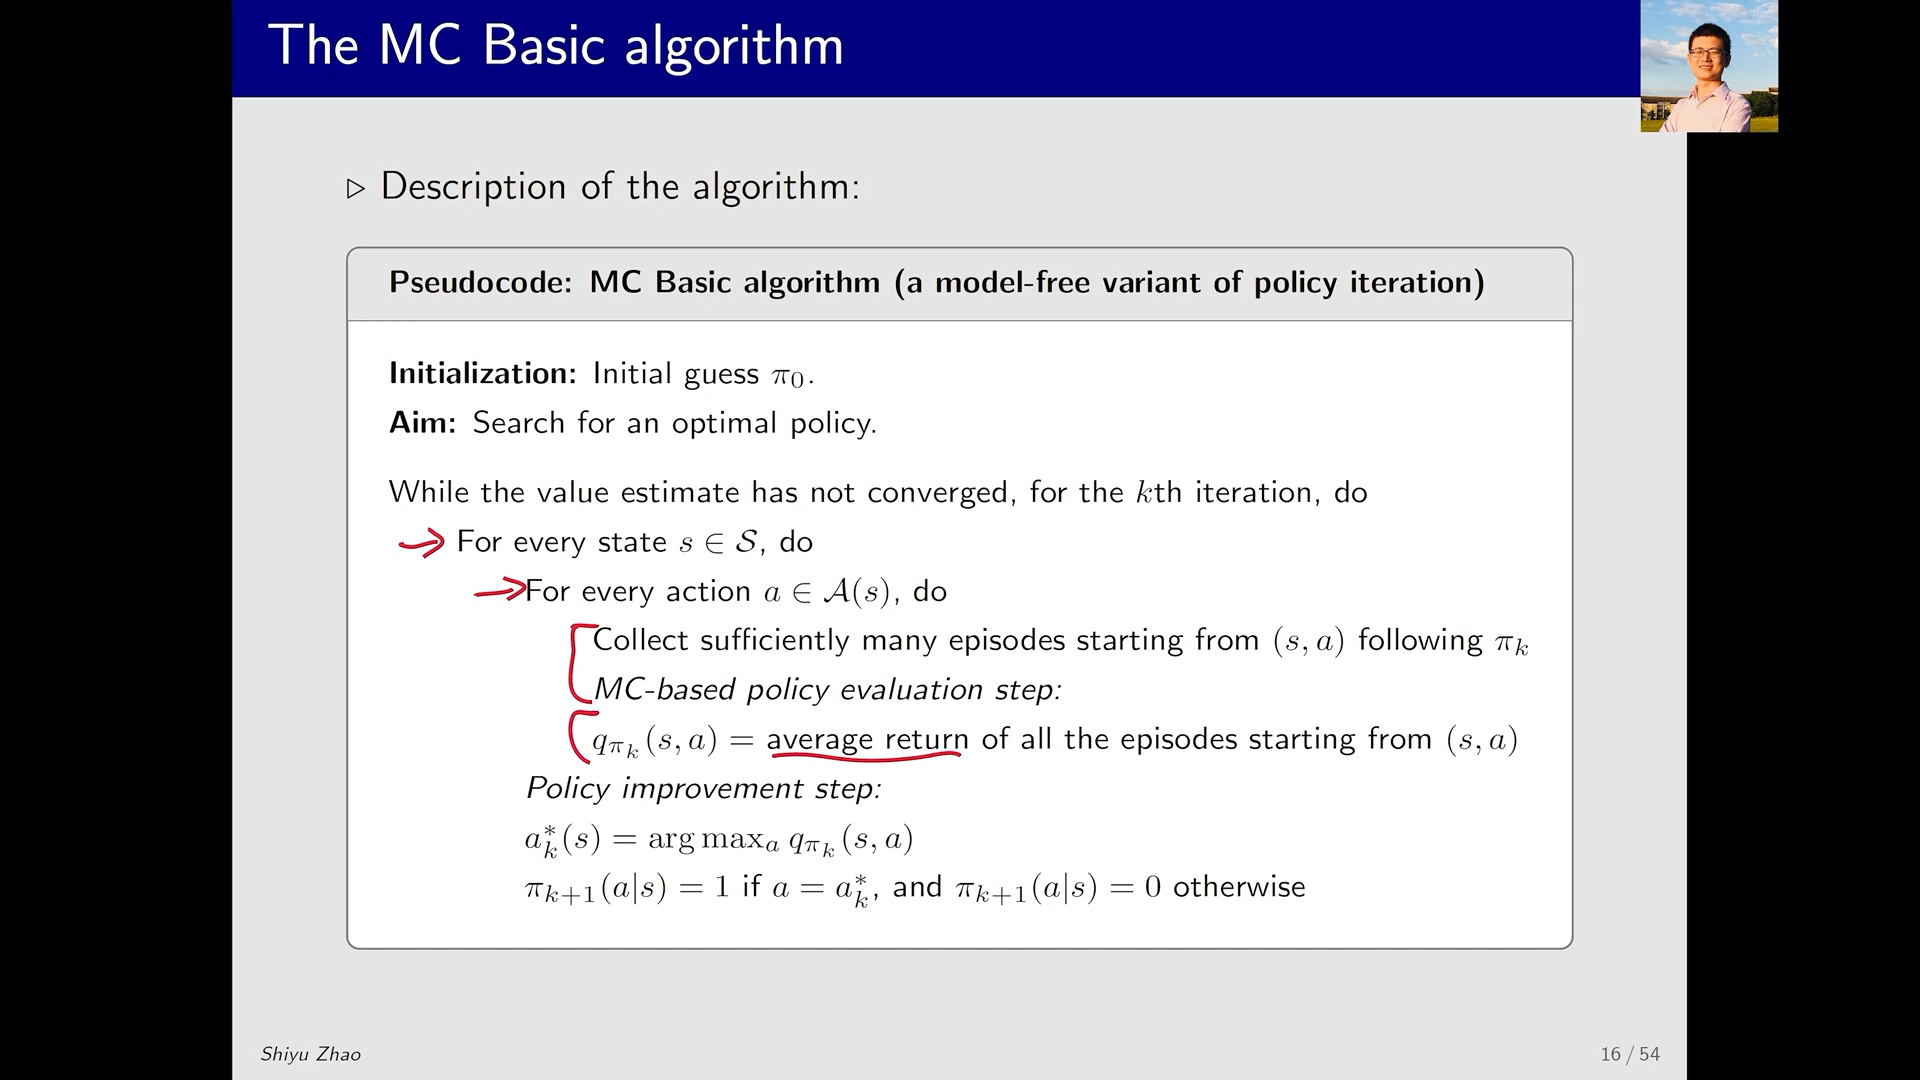 The MC Basic algorithm
▷ Description of the algorithm:
Pseudocode: MC Basic algorithm (a model-free variant of policy iteration)
Initialization: Initial guess π₀.
Aim: Search for an optimal policy.
While the value estimate has not converged, for the kth iteration, do
For every state s ∈ 𝒮, do
For every action a ∈ 𝒜(s), do
Collect sufficiently many episodes starting from (s, a) following πₖ
MC-based policy evaluation step:
q_{πₖ}(s, a) = average return of all the episodes starting from (s, a)
Policy improvement step:
a*ₖ(s) = arg maxₐ q_{πₖ}(s, a)
πₖ₊₁(a|s) = 1 if a = a*ₖ, and πₖ₊₁(a|s) = 0 otherwise
Shiyu Zhao
16 / 54